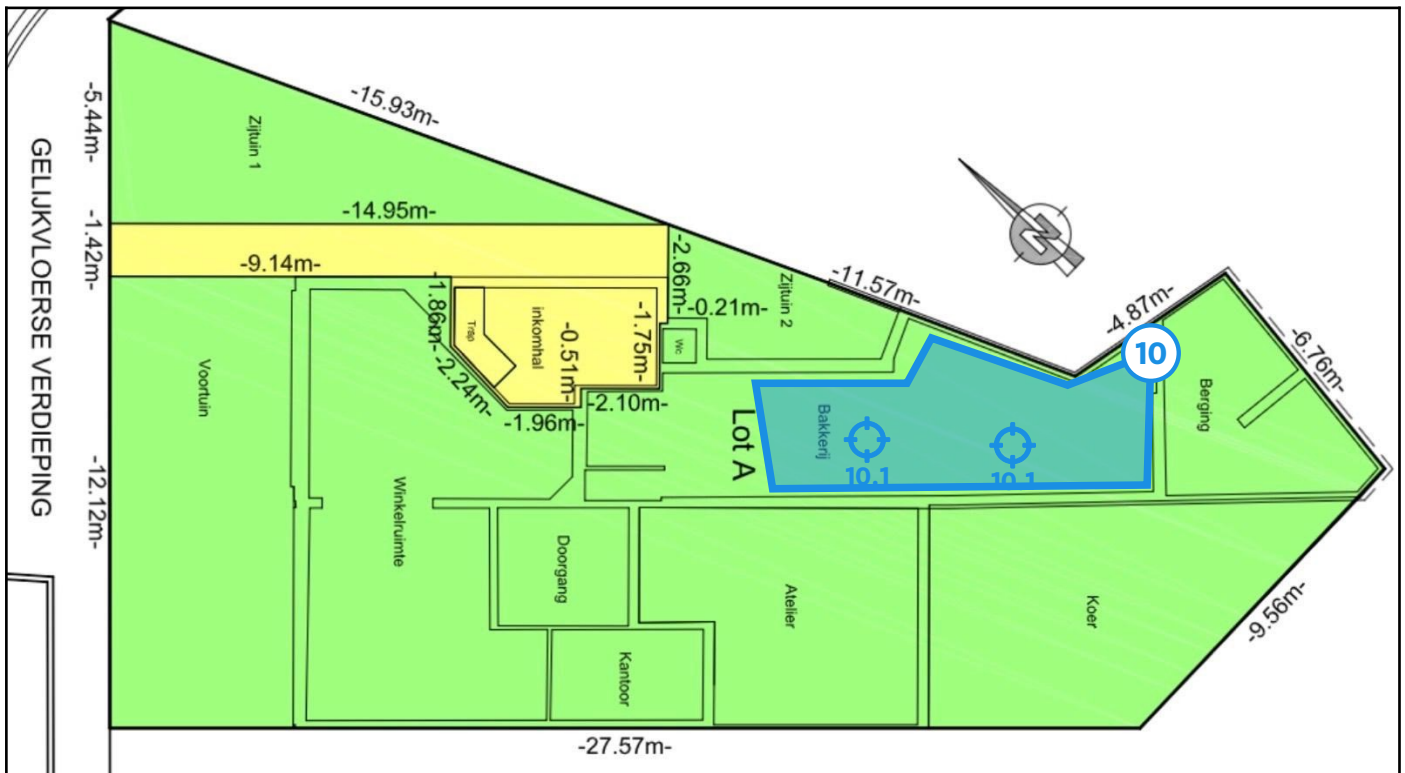 GELIJKVLOERSE VERDIEPING
-5.44m-
-1.42m-
-12.12m-
-15.93m-
Zijtuin 1
-14.95m-
-9.14m-
-2.66m-
Zijtuin 2
-11.57m-
-0.21m-
-4.87m-
10
-6.76m-
-1.86m-
Trap
inkomhal
-0.51m-
-1.75m-
Wc
-2.24m-
-1.96m-
-2.10m-
Voortuin
Lot A
Bakkerij
10.1
10.1
Berging
Winkelruimte
Doorgang
Atelier
Koer
Kantoor
-9.56m-
-27.57m-
N